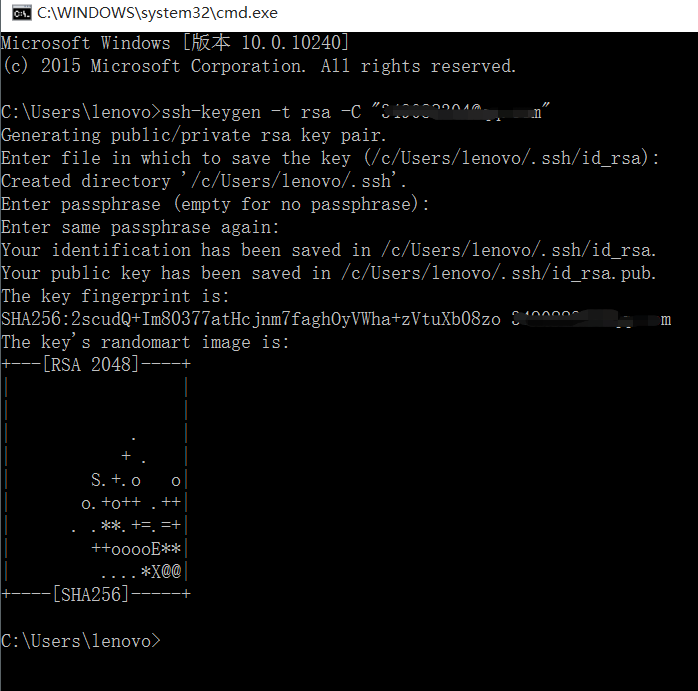 C:\WINDOWS\system32\cmd.exe
Microsoft Windows [版本 10.0.10240]
(c) 2015 Microsoft Corporation. All rights reserved.
C:\Users\lenovo>ssh-keygen -t rsa -C "
Generating public/private rsa key pair.
Enter file in which to save the key (/c/Users/lenovo/.ssh/id_rsa):
Created directory '/c/Users/lenovo/.ssh'.
Enter passphrase (empty for no passphrase):
Enter same passphrase again:
Your identification has been saved in /c/Users/lenovo/.ssh/id_rsa.
Your public key has been saved in /c/Users/lenovo/.ssh/id_rsa.pub.
The key fingerprint is:
SHA256:2scudQ+Im80377atHcjnm7faghOyVWha+zVtuXbO8zo
The key's randomart image is:
+---[RSA 2048]----+
|                 |
|                 |
|            .    |
|           + .   |
|        S.+.o   o|
|       o.+o++ .++|
|      . .**.+=.=+|
|        ++ooooE**|
|         ....*X@@|
+----[SHA256]-----+
C:\Users\lenovo>